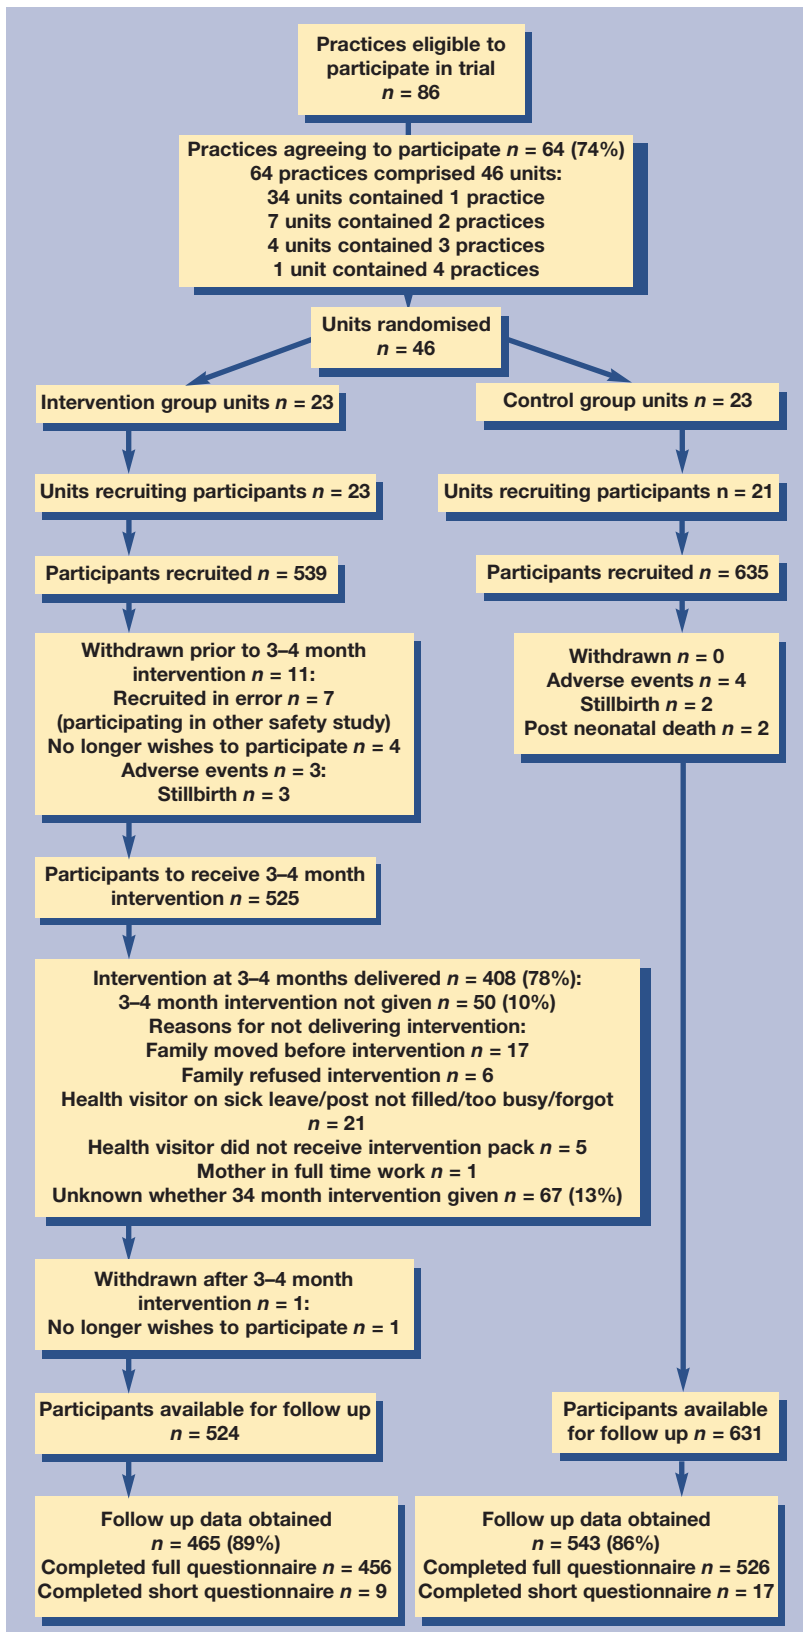 Practices eligible to
participate in trial
n = 86
Practices agreeing to participate n = 64 (74%)
64 practices comprised 46 units:
34 units contained 1 practice
7 units contained 2 practices
4 units contained 3 practices
1 unit contained 4 practices
Units randomised
n = 46
Intervention group units n = 23
Control group units n = 23
Units recruiting participants n = 23
Units recruiting participants n = 21
Participants recruited n = 539
Participants recruited n = 635
Withdrawn prior to 3–4 month
intervention n = 11:
Recruited in error n = 7
(participating in other safety study)
No longer wishes to participate n = 4
Adverse events n = 3:
Stillbirth n = 3
Withdrawn n = 0
Adverse events n = 4
Stillbirth n = 2
Post neonatal death n = 2
Participants to receive 3–4 month
intervention n = 525
Intervention at 3–4 months delivered n = 408 (78%):
3–4 month intervention not given n = 50 (10%)
Reasons for not delivering intervention:
Family moved before intervention n = 17
Family refused intervention n = 6
Health visitor on sick leave/post not filled/too busy/forgot
n = 21
Health visitor did not receive intervention pack n = 5
Mother in full time work n = 1
Unknown whether 34 month intervention given n = 67 (13%)
Withdrawn after 3–4 month
intervention n = 1:
No longer wishes to participate n = 1
Participants available for follow up
n = 524
Participants available
for follow up n = 631
Follow up data obtained
n = 465 (89%)
Completed full questionnaire n = 456
Completed short questionnaire n = 9
Follow up data obtained
n = 543 (86%)
Completed full questionnaire n = 526
Completed short questionnaire n = 17